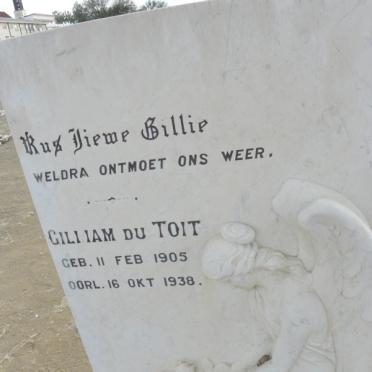 Rus Liewe Gillie
WELDRA ONTMOET ONS WEER.
GILLIAM DU TOIT
GEB. 11 FEB 1905
OORL. 16 OKT 1938.